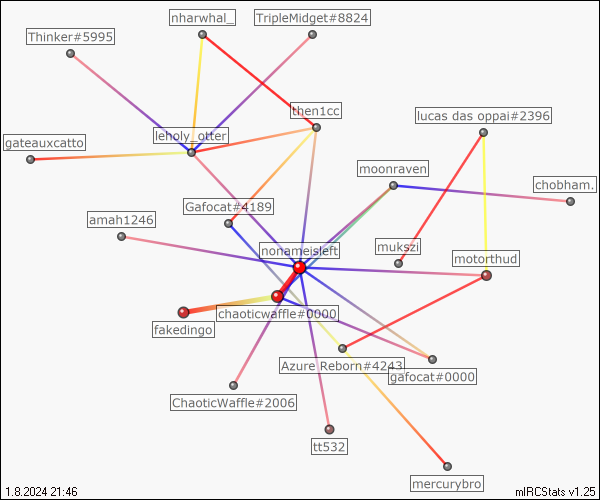 nharwhal_
TripleMidget#8824
Thinker#5995
then1cc
lucas das oppai#2396
leholy_otter
gateauxcatto
moonraven
chobham.
Gafocat#4189
amah1246
nonameisleft
mukszi
motorthud
chaoticwaffle#0000
fakedingo
Azure Reborn#4243
gafocat#0000
ChaoticWaffle#2006
tt532
mercurybro
1.8.2024 21:46
mIRCStats v1.25